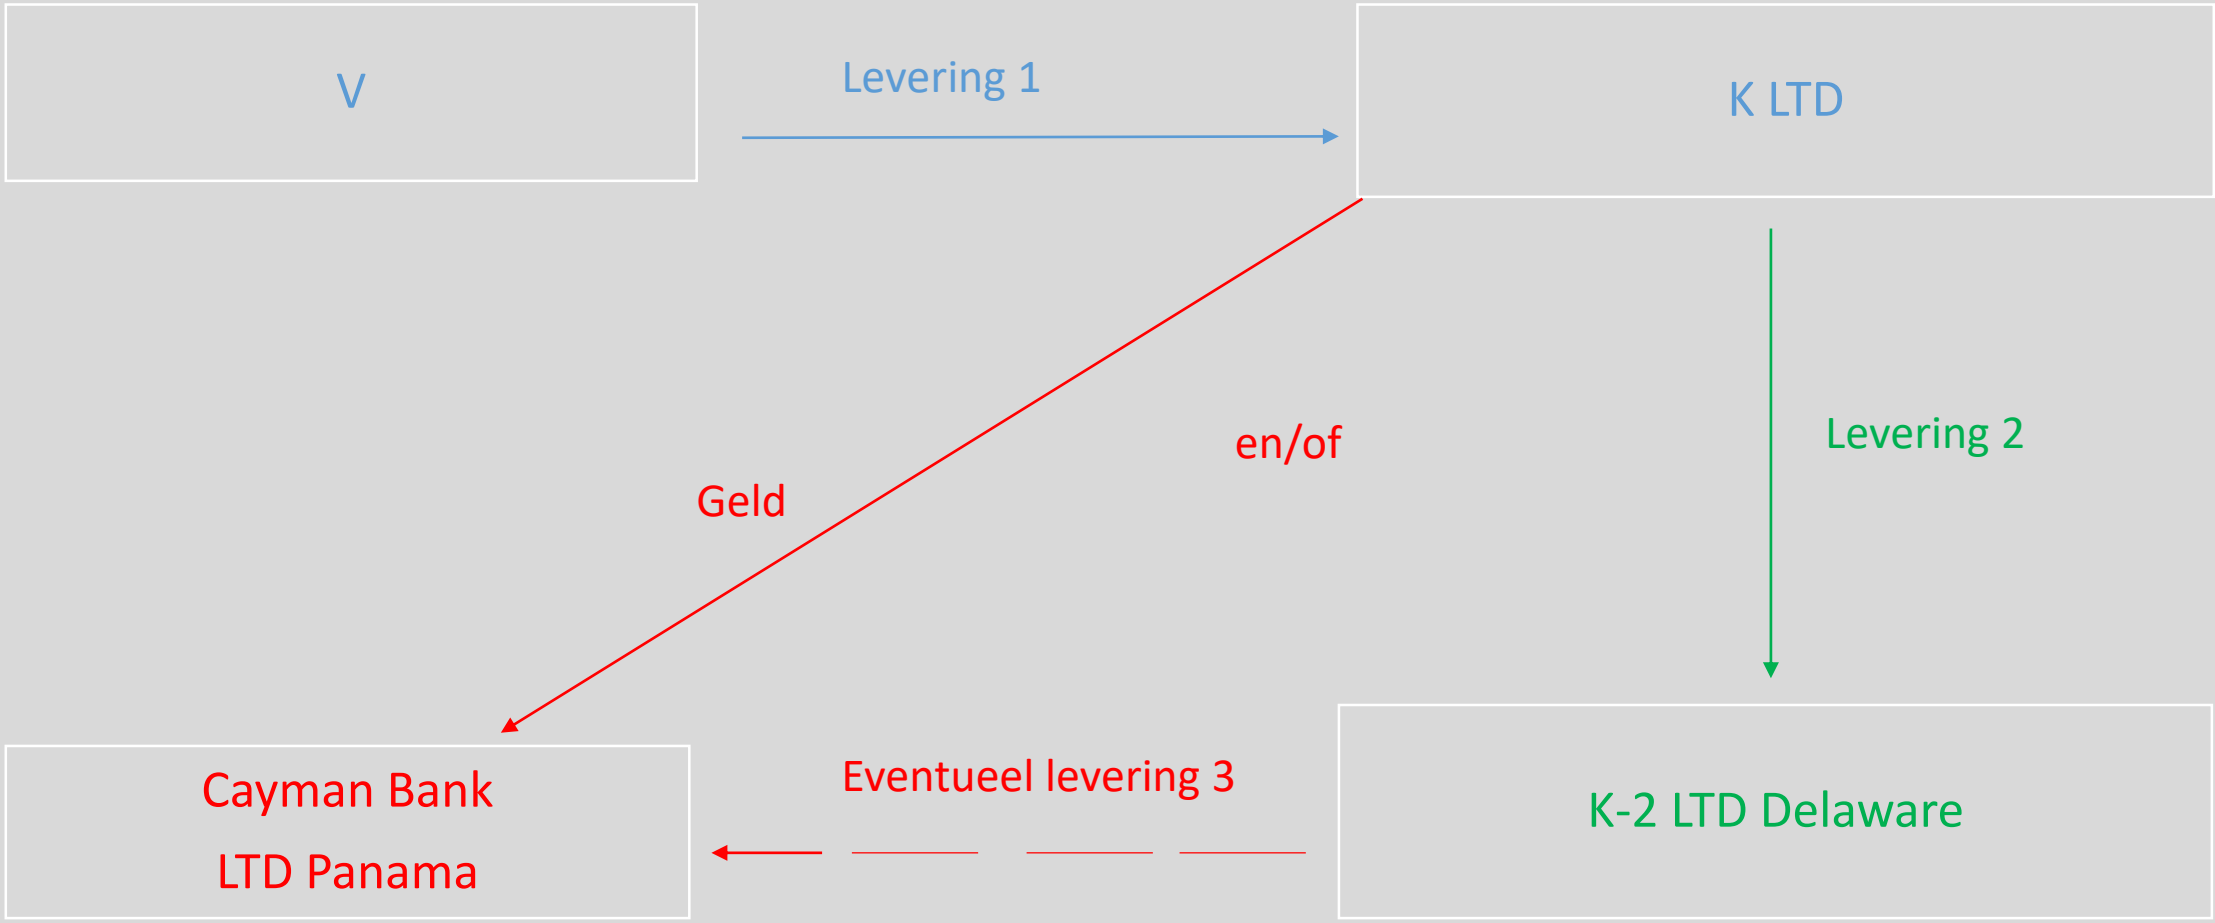 V
Levering 1
K LTD
en/of
Levering 2
Geld
Eventueel levering 3
Cayman Bank
LTD Panama
K-2 LTD Delaware